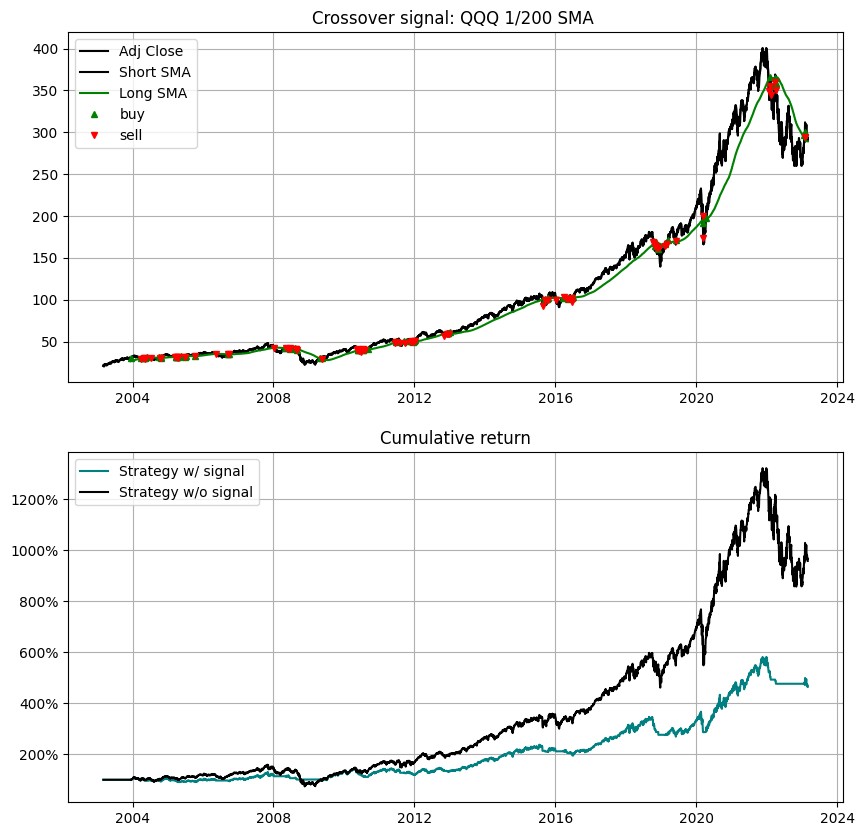 Crossover signal: QQQ 1/200 SMA
Adj Close
Short SMA
Long SMA
buy
sell
400
350
300
250
200
150
100
50
2004 2008 2012 2016 2020 2024
Cumulative return
Strategy w/ signal
Strategy w/o signal
1200%
1000%
800%
600%
400%
200%
2004 2008 2012 2016 2020 2024